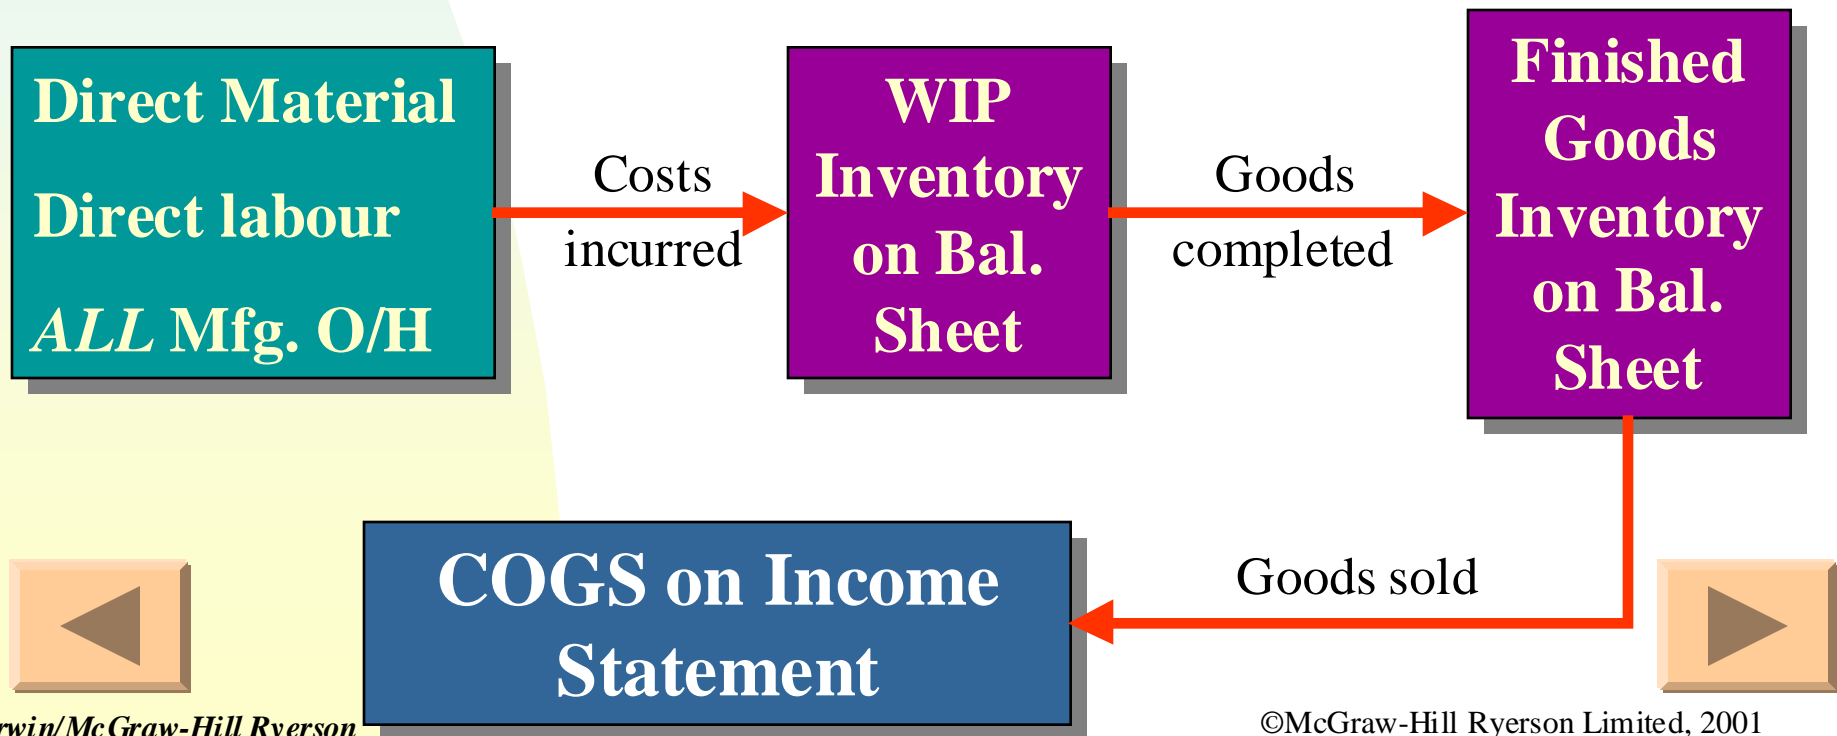 Direct Material
Direct labour
ALL Mfg. O/H
Costs
incurred
WIP
Inventory
on Bal.
Sheet
Goods
completed
Finished
Goods
Inventory
on Bal.
Sheet
Goods sold
COGS on Income
Statement
rwin/McGraw-Hill Ryerson
©McGraw-Hill Ryerson Limited, 2001